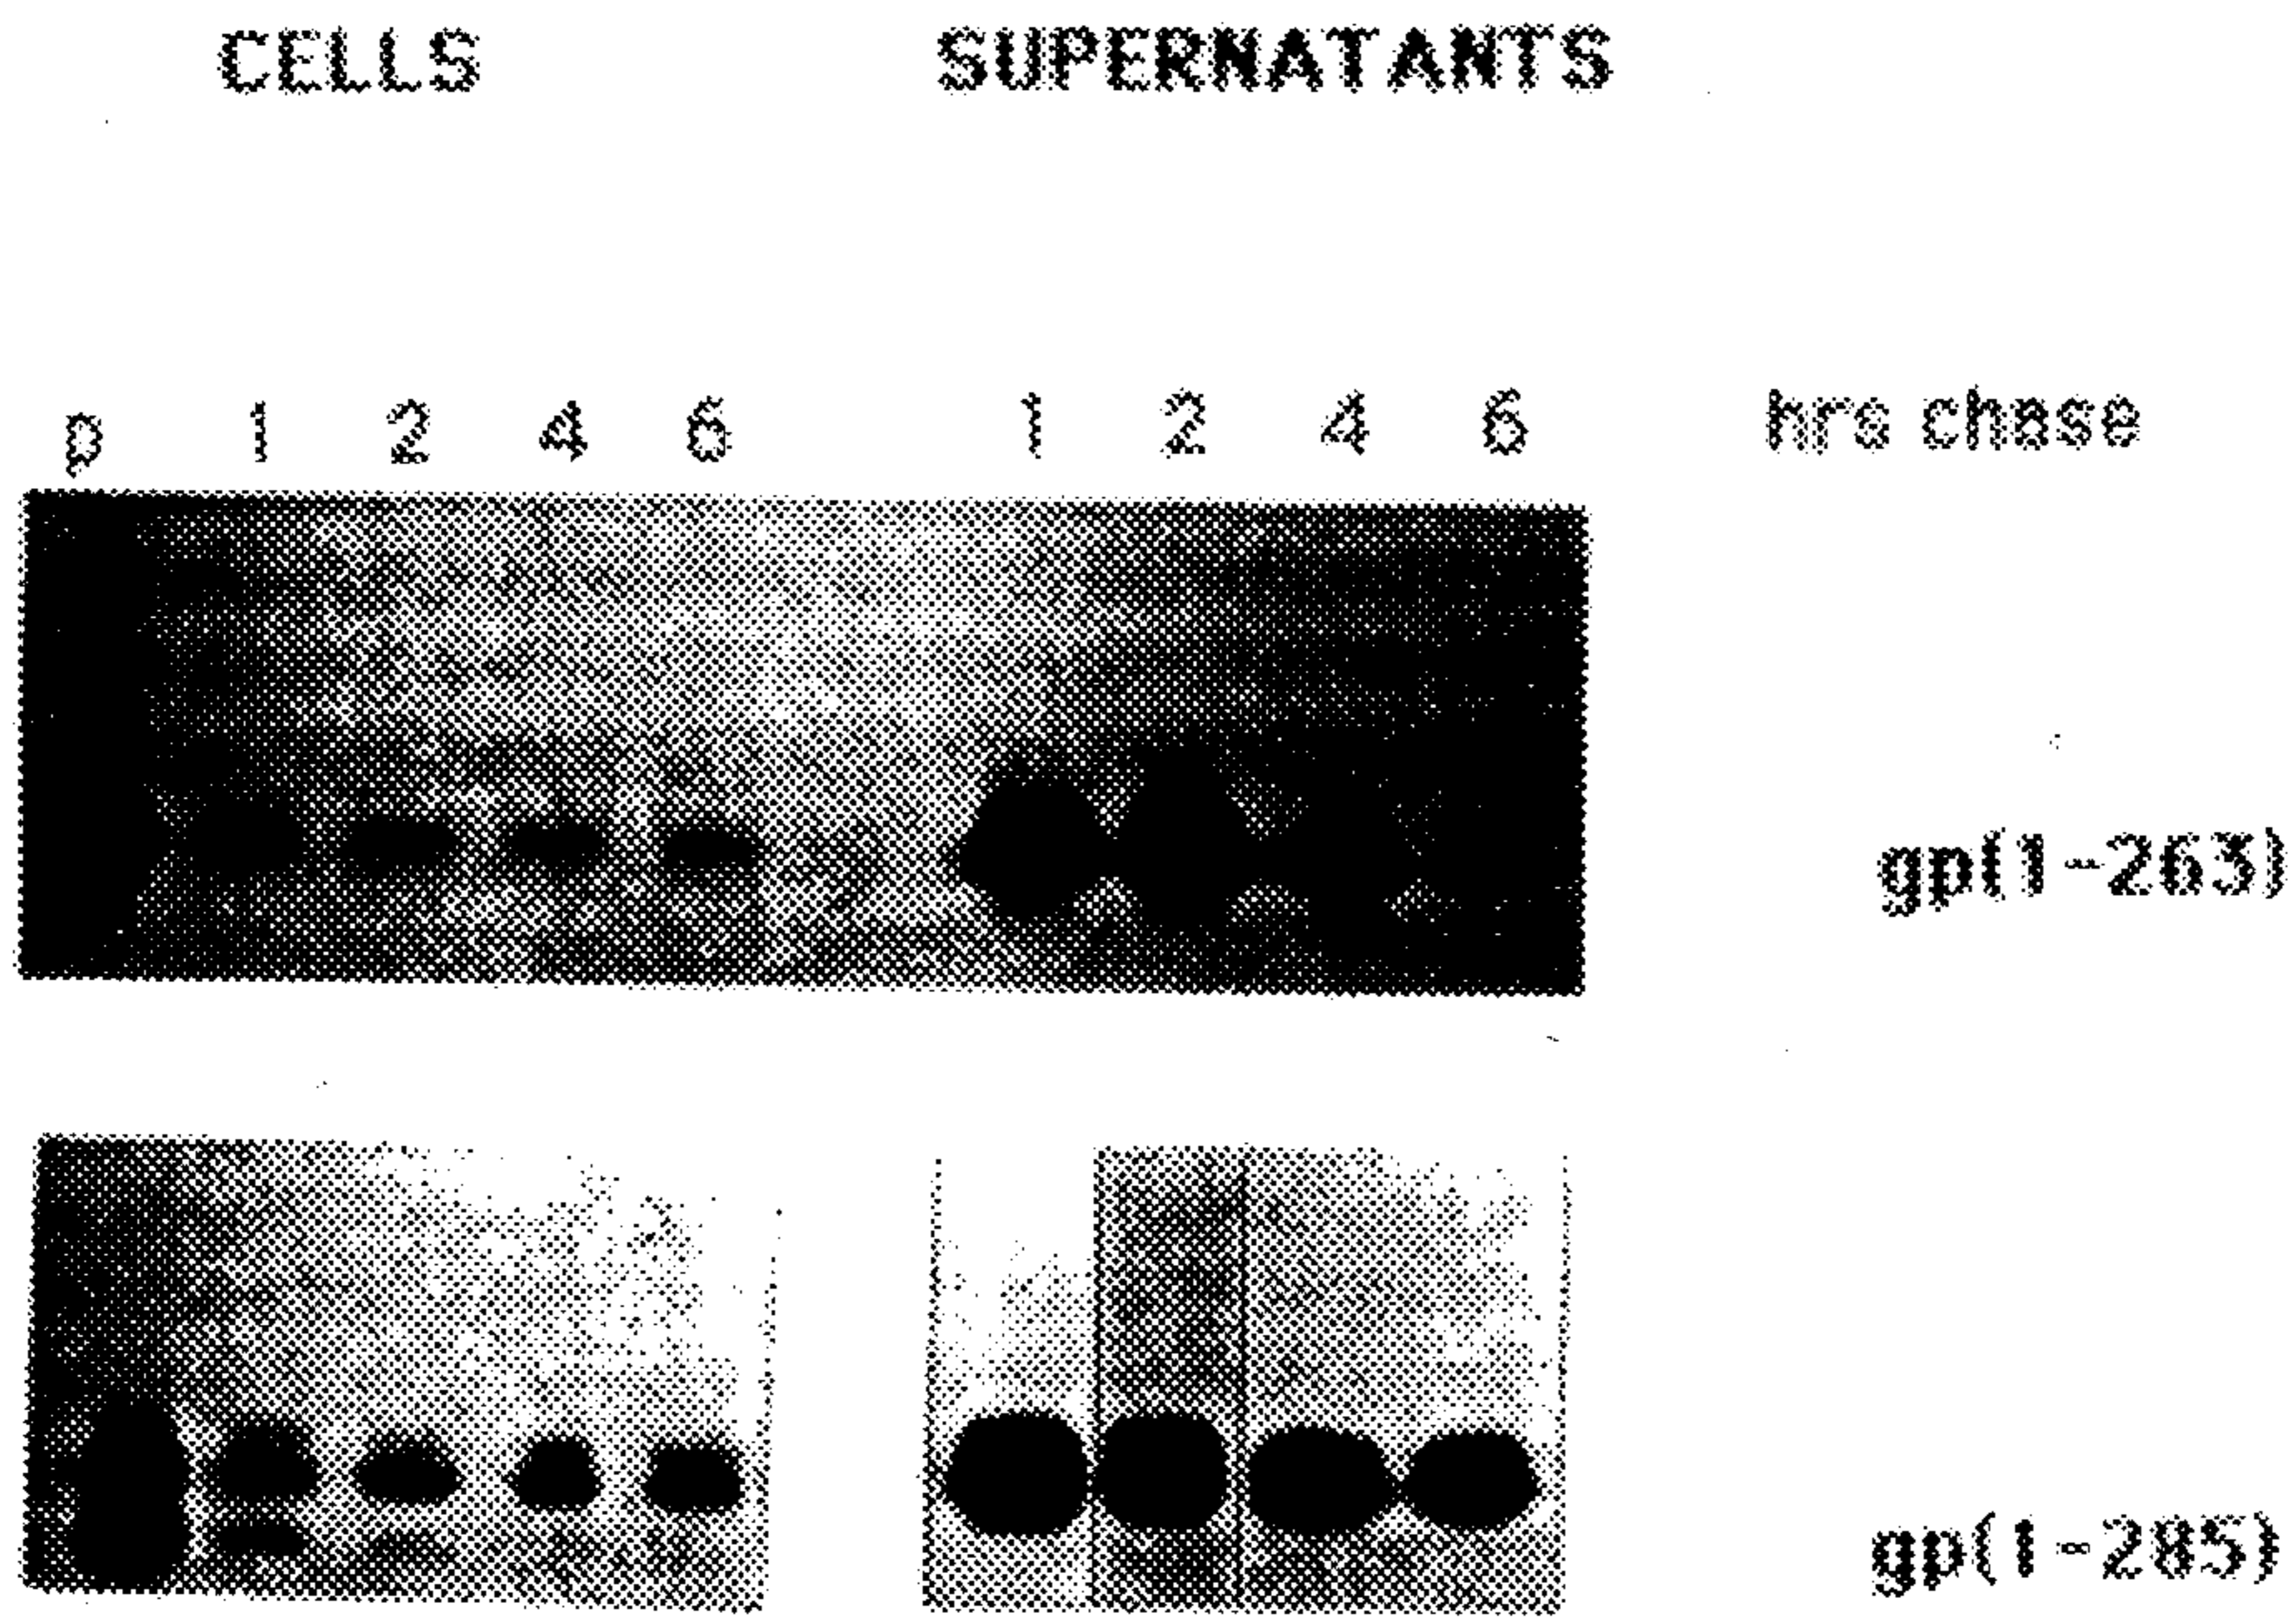 CELLS SUPERNATANTS
p 1 2 4 6 1 2 4 6 hrs chase
gp(1-263)
gp(1-285)